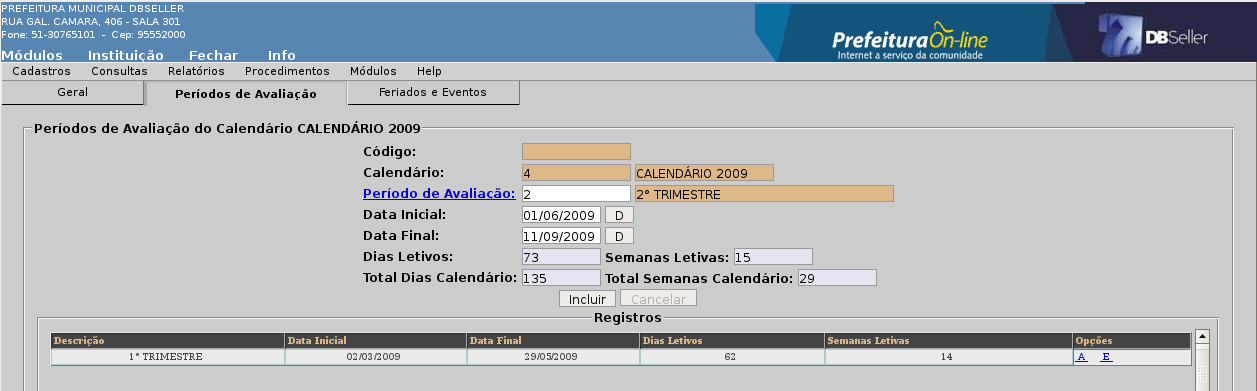 PREFEITURA MUNICIPAL DBSELLER
RUA GAL. CAMARA, 406 - SALA 301
Fone: 51-30765101 - Cep: 95552000
Módulos Instituição Fechar Info
PrefeituraOn-line
Internet a serviço da comunidade
DBSeller
Cadastros Consultas Relatórios Procedimentos Módulos Help
Geral Períodos de Avaliação Feriados e Eventos
Períodos de Avaliação do Calendário CALENDÁRIO 2009
Código:
Calendário: 4 CALENDÁRIO 2009
Período de Avaliação: 2 2° TRIMESTRE
Data Inicial: 01/06/2009 D
Data Final: 11/09/2009 D
Dias Letivos: 73 Semanas Letivas: 15
Total Dias Calendário: 135 Total Semanas Calendário: 29
Incluir Cancelar
Registros
Descrição Data Inicial Data Final Dias Letivos Semanas Letivas Opções
1° TRIMESTRE 02/03/2009 29/05/2009 62 14 A E